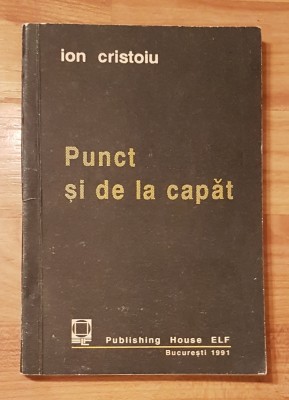 ion cristoiu
Punct
și de la capăt
Publishing House ELF
București 1991